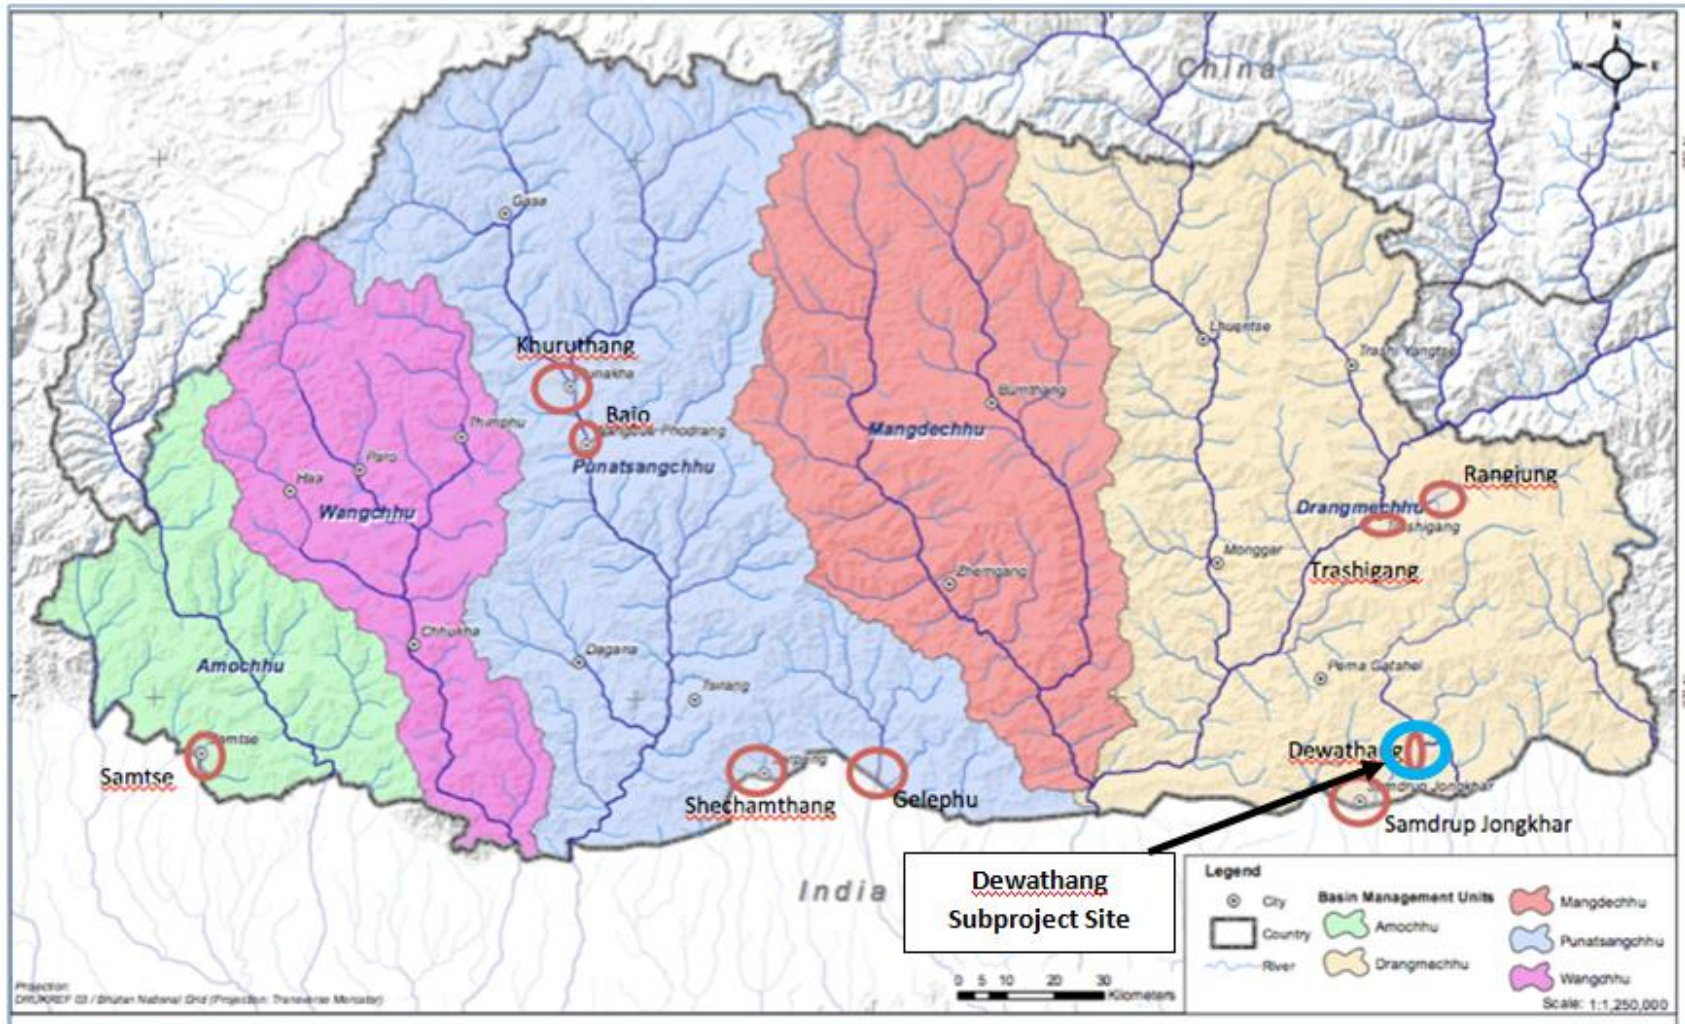 China
N
W E
S
Gasa
Khuruthang
Punakha
Lhuentse
Trashi Yangtse
Bajo
Bumthang
Thimphu
Wangdue-Phodrang
Mangdechhu
Paro
Punatsangchhu
Haa
Rangjung
Wangchhu
Drangmechhu
Trashigang
Monggar
Trashigang
Zhemgang
Chhukha
Dagana
Amochhu
Pema Gatshel
Tsirang
Samtse
Dewathang
Sarpang
Samtse
Shechamthang
Gelephu
Samdrup Jongkhar
Samdrup Jongkhar
India
Dewathang
Subproject Site
Legend
City
Country
River
Basin Management Units
Amochhu
Drangmechhu
Mangdechhu
Punatsangchhu
Wangchhu
Scale: 1:1,250,000
0 5 10 20 30
Kilometers
Projection:
DRUKREF 03 / Bhutan National Grid (Projection: Transverse Mercator)